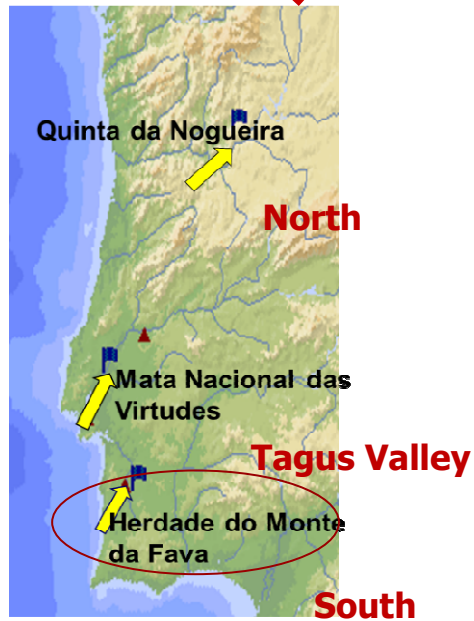 Quinta da Nogueira
North
Mata Nacional das
Virtudes
Tagus Valley
Herdade do Monte
da Fava
South